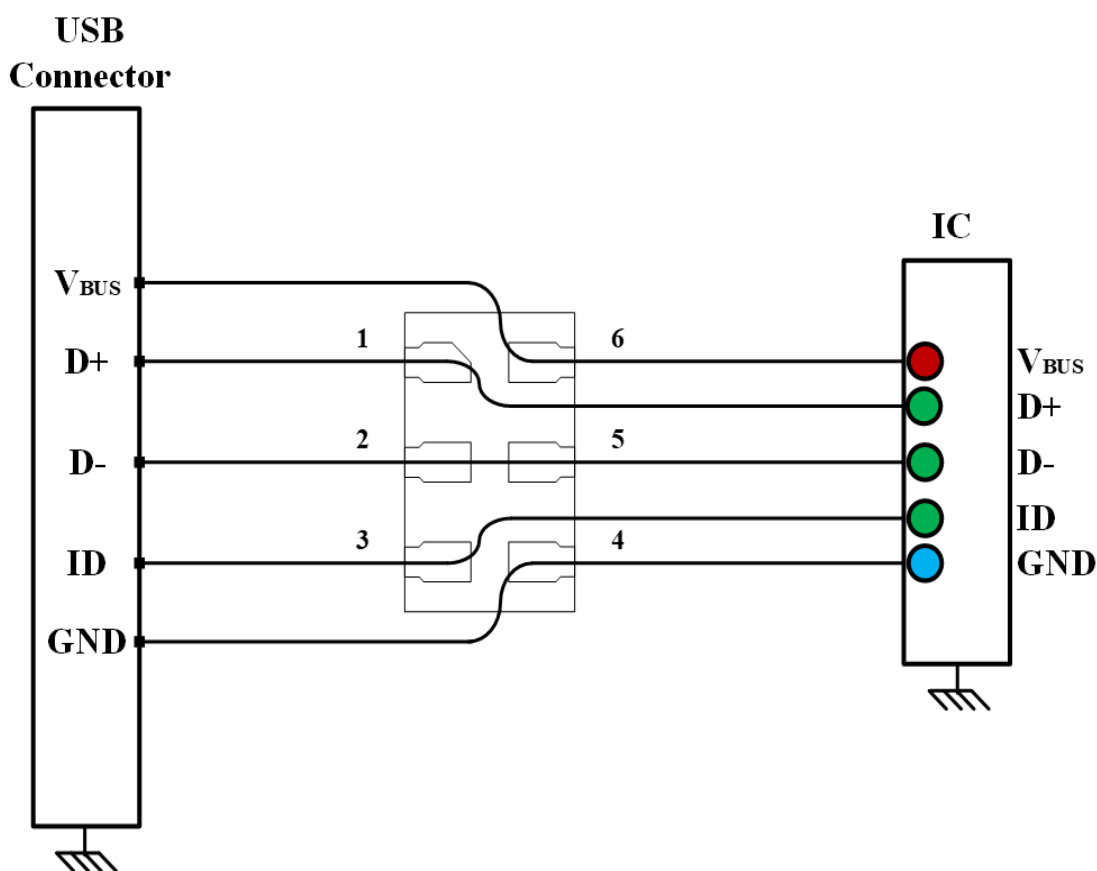 USB
Connector
VBUS
D+
D-
ID
GND
1
2
3
6
5
4
IC
VBUS
D+
D-
ID
GND